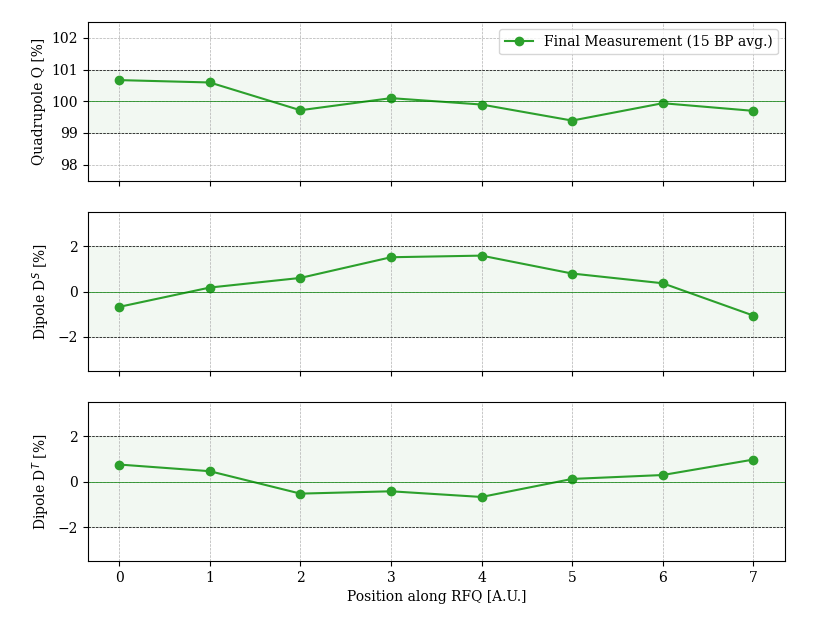 102
101
100
99
98
Quadrupole Q [%]
Final Measurement (15 BP avg.)
2
0
−2
Dipole D^S [%]
2
0
−2
Dipole D^T [%]
0 1 2 3 4 5 6 7
Position along RFQ [A.U.]